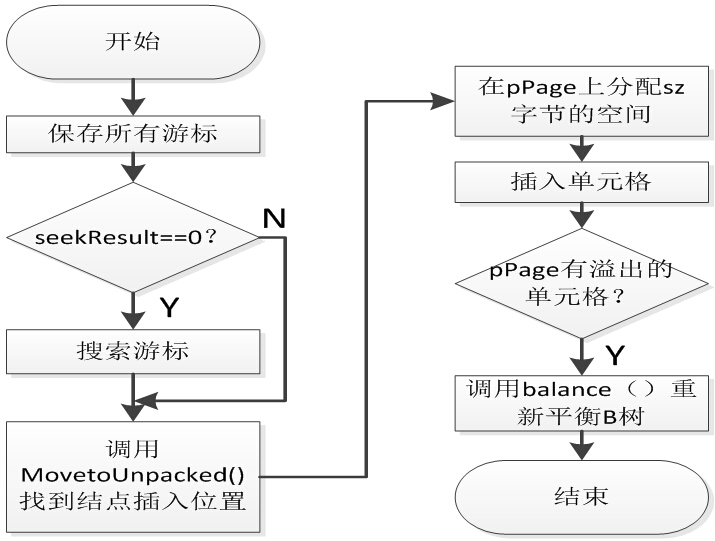 开始
保存所有游标
seekResult==0？
N
Y
搜索游标
调用
MovetoUnpacked()
找到结点插入位置
在pPage上分配sz
字节的空间
插入单元格
pPage有溢出的
单元格？
Y
调用balance（）重
新平衡B树
结束